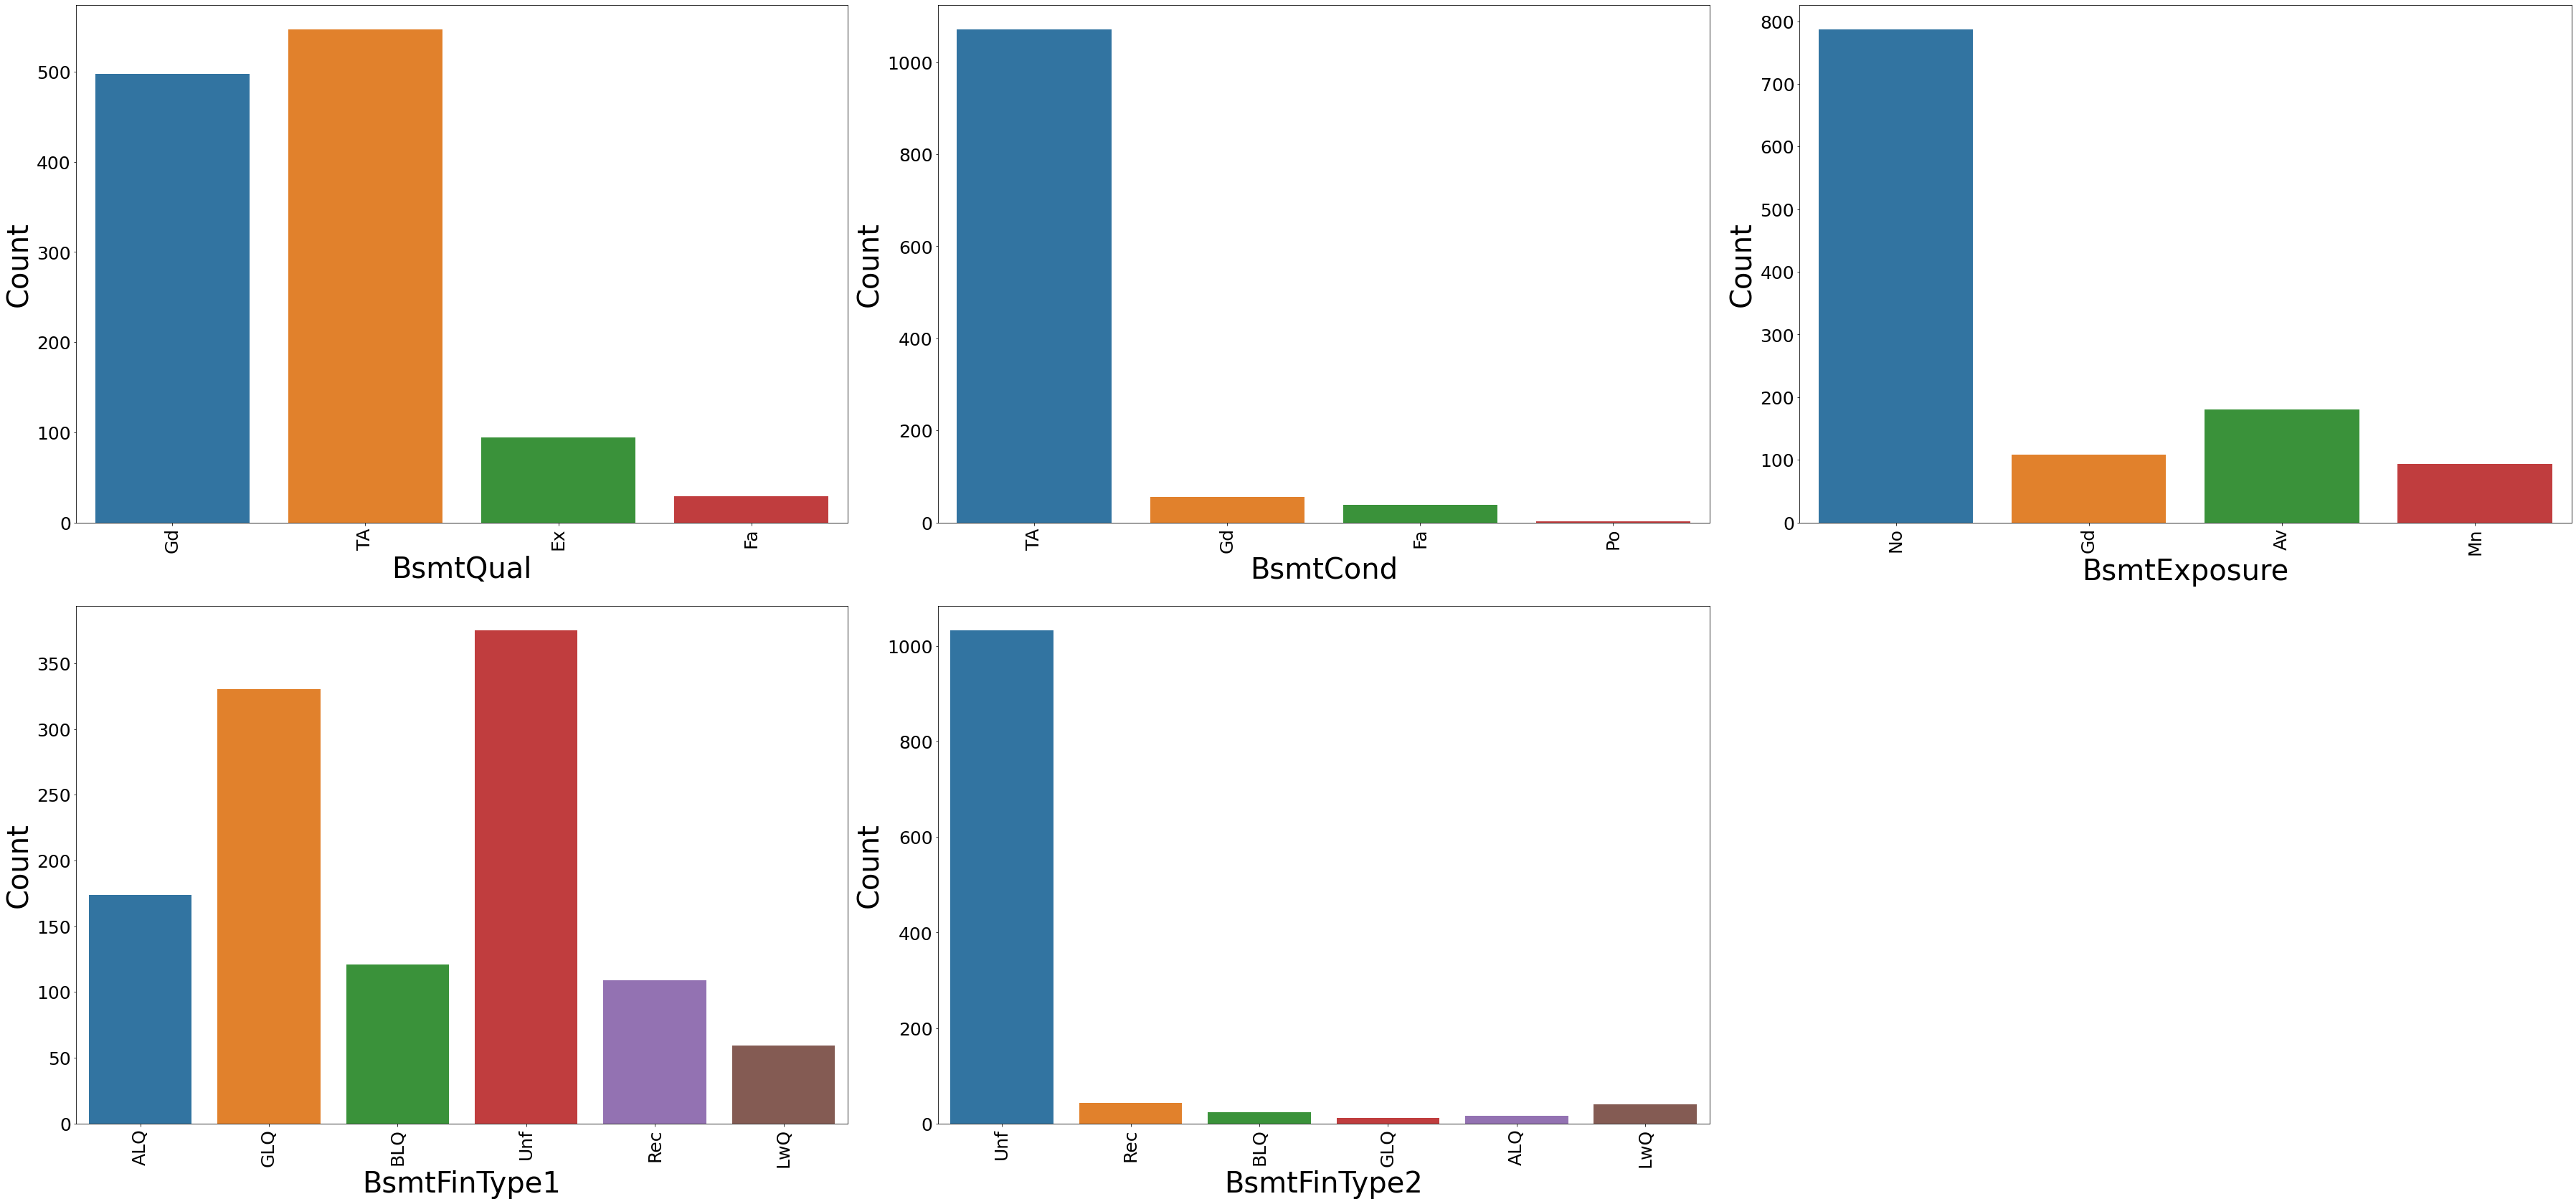 Count
500
400
300
200
100
0
Gd
TA
Ex
Fa
BsmtQual
Count
1000
800
600
400
200
0
TA
Gd
Fa
Po
BsmtCond
Count
800
700
600
500
400
300
200
100
0
No
Gd
Av
Mn
BsmtExposure
Count
350
300
250
200
150
100
50
0
ALQ
GLQ
BLQ
Unf
Rec
LwQ
BsmtFinType1
Count
1000
800
600
400
200
0
Unf
Rec
BLQ
GLQ
ALQ
LwQ
BsmtFinType2